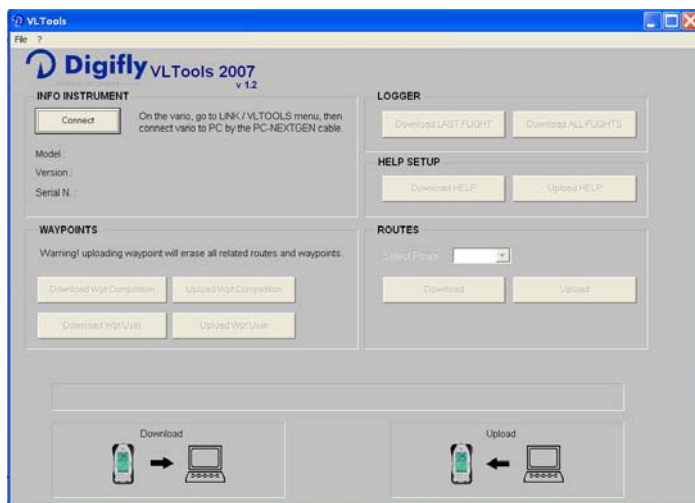 VLTools
File ?
Digifly VLTools 2007
v 1.2
INFO INSTRUMENT
Connect
On the vario, go to LINK / VLTOOLS menu, then
connect vario to PC by the PC-NEXTGEN cable.
Model :
Version :
Serial N. :
LOGGER
Download LAST FLIGHT
Download ALL FLIGHTS
HELP SETUP
Download HELP
Upload HELP
WAYPOINTS
Warning! uploading waypoint will erase all related routes and waypoints.
Download Wpt Competition
Upload Wpt Competition
Download Wpt User
Upload Wpt User
ROUTES
Select Route
Download
Upload
Download
Upload